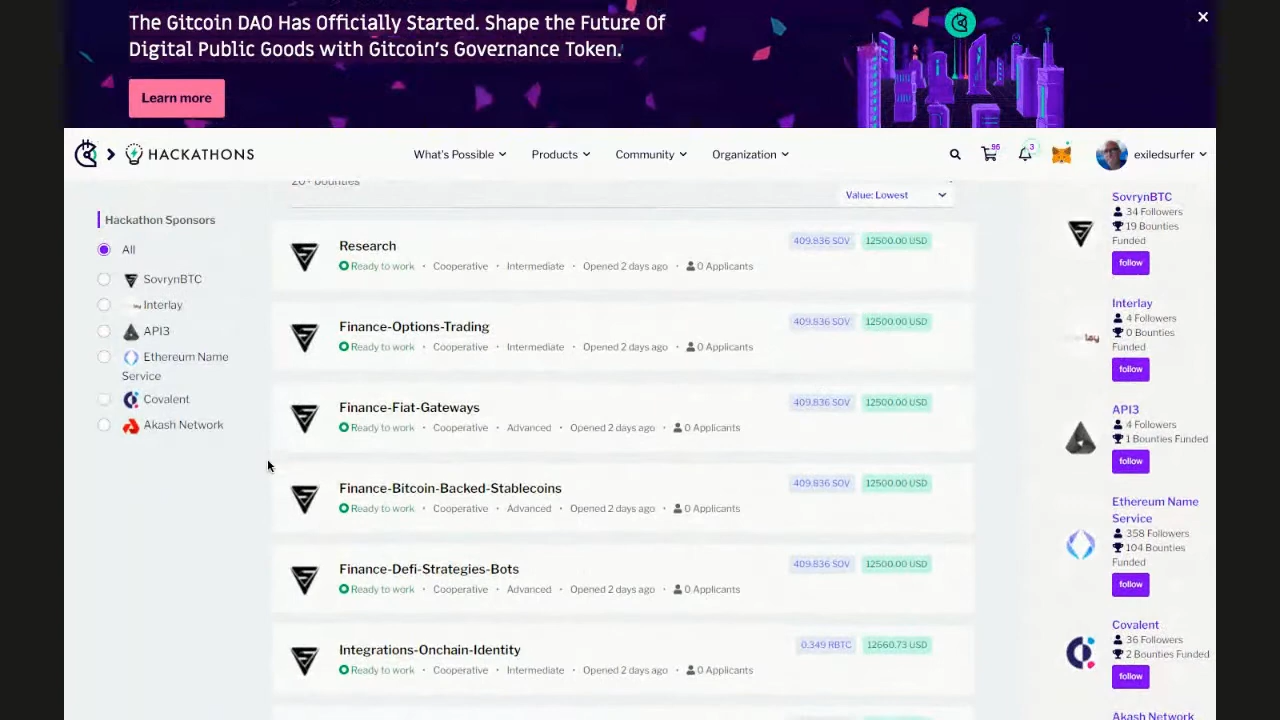 The Gitcoin DAO Has Officially Started. Shape the Future Of
Digital Public Goods with Gitcoin's Governance Token.
Learn more
HACKATHONS
What's Possible
Products
Community
Organization
96
3
exiledsurfer
20+ Bounties
Value: Lowest
Hackathon Sponsors
All
SovrynBTC
Interlay
API3
Ethereum Name
Service
Covalent
Akash Network
Research
Ready to work • Cooperative • Intermediate • Opened 2 days ago • 0 Applicants
409.836 SOV
12500.00 USD
Finance-Options-Trading
Ready to work • Cooperative • Intermediate • Opened 2 days ago • 0 Applicants
409.836 SOV
12500.00 USD
Finance-Fiat-Gateways
Ready to work • Cooperative • Advanced • Opened 2 days ago • 0 Applicants
409.836 SOV
12500.00 USD
Finance-Bitcoin-Backed-Stablecoins
Ready to work • Cooperative • Advanced • Opened 2 days ago • 0 Applicants
409.836 SOV
12500.00 USD
Finance-Defi-Strategies-Bots
Ready to work • Cooperative • Advanced • Opened 2 days ago • 0 Applicants
409.836 SOV
12500.00 USD
Integrations-Onchain-Identity
Ready to work • Cooperative • Intermediate • Opened 2 days ago • 0 Applicants
0.349 RBTC
12660.73 USD
SovrynBTC
34 Followers
19 Bounties
Funded
follow
Interlay
4 Followers
0 Bounties
Funded
follow
API3
4 Followers
1 Bounties Funded
follow
Ethereum Name
Service
358 Followers
104 Bounties
Funded
follow
Covalent
36 Followers
2 Bounties Funded
follow
Akash Network